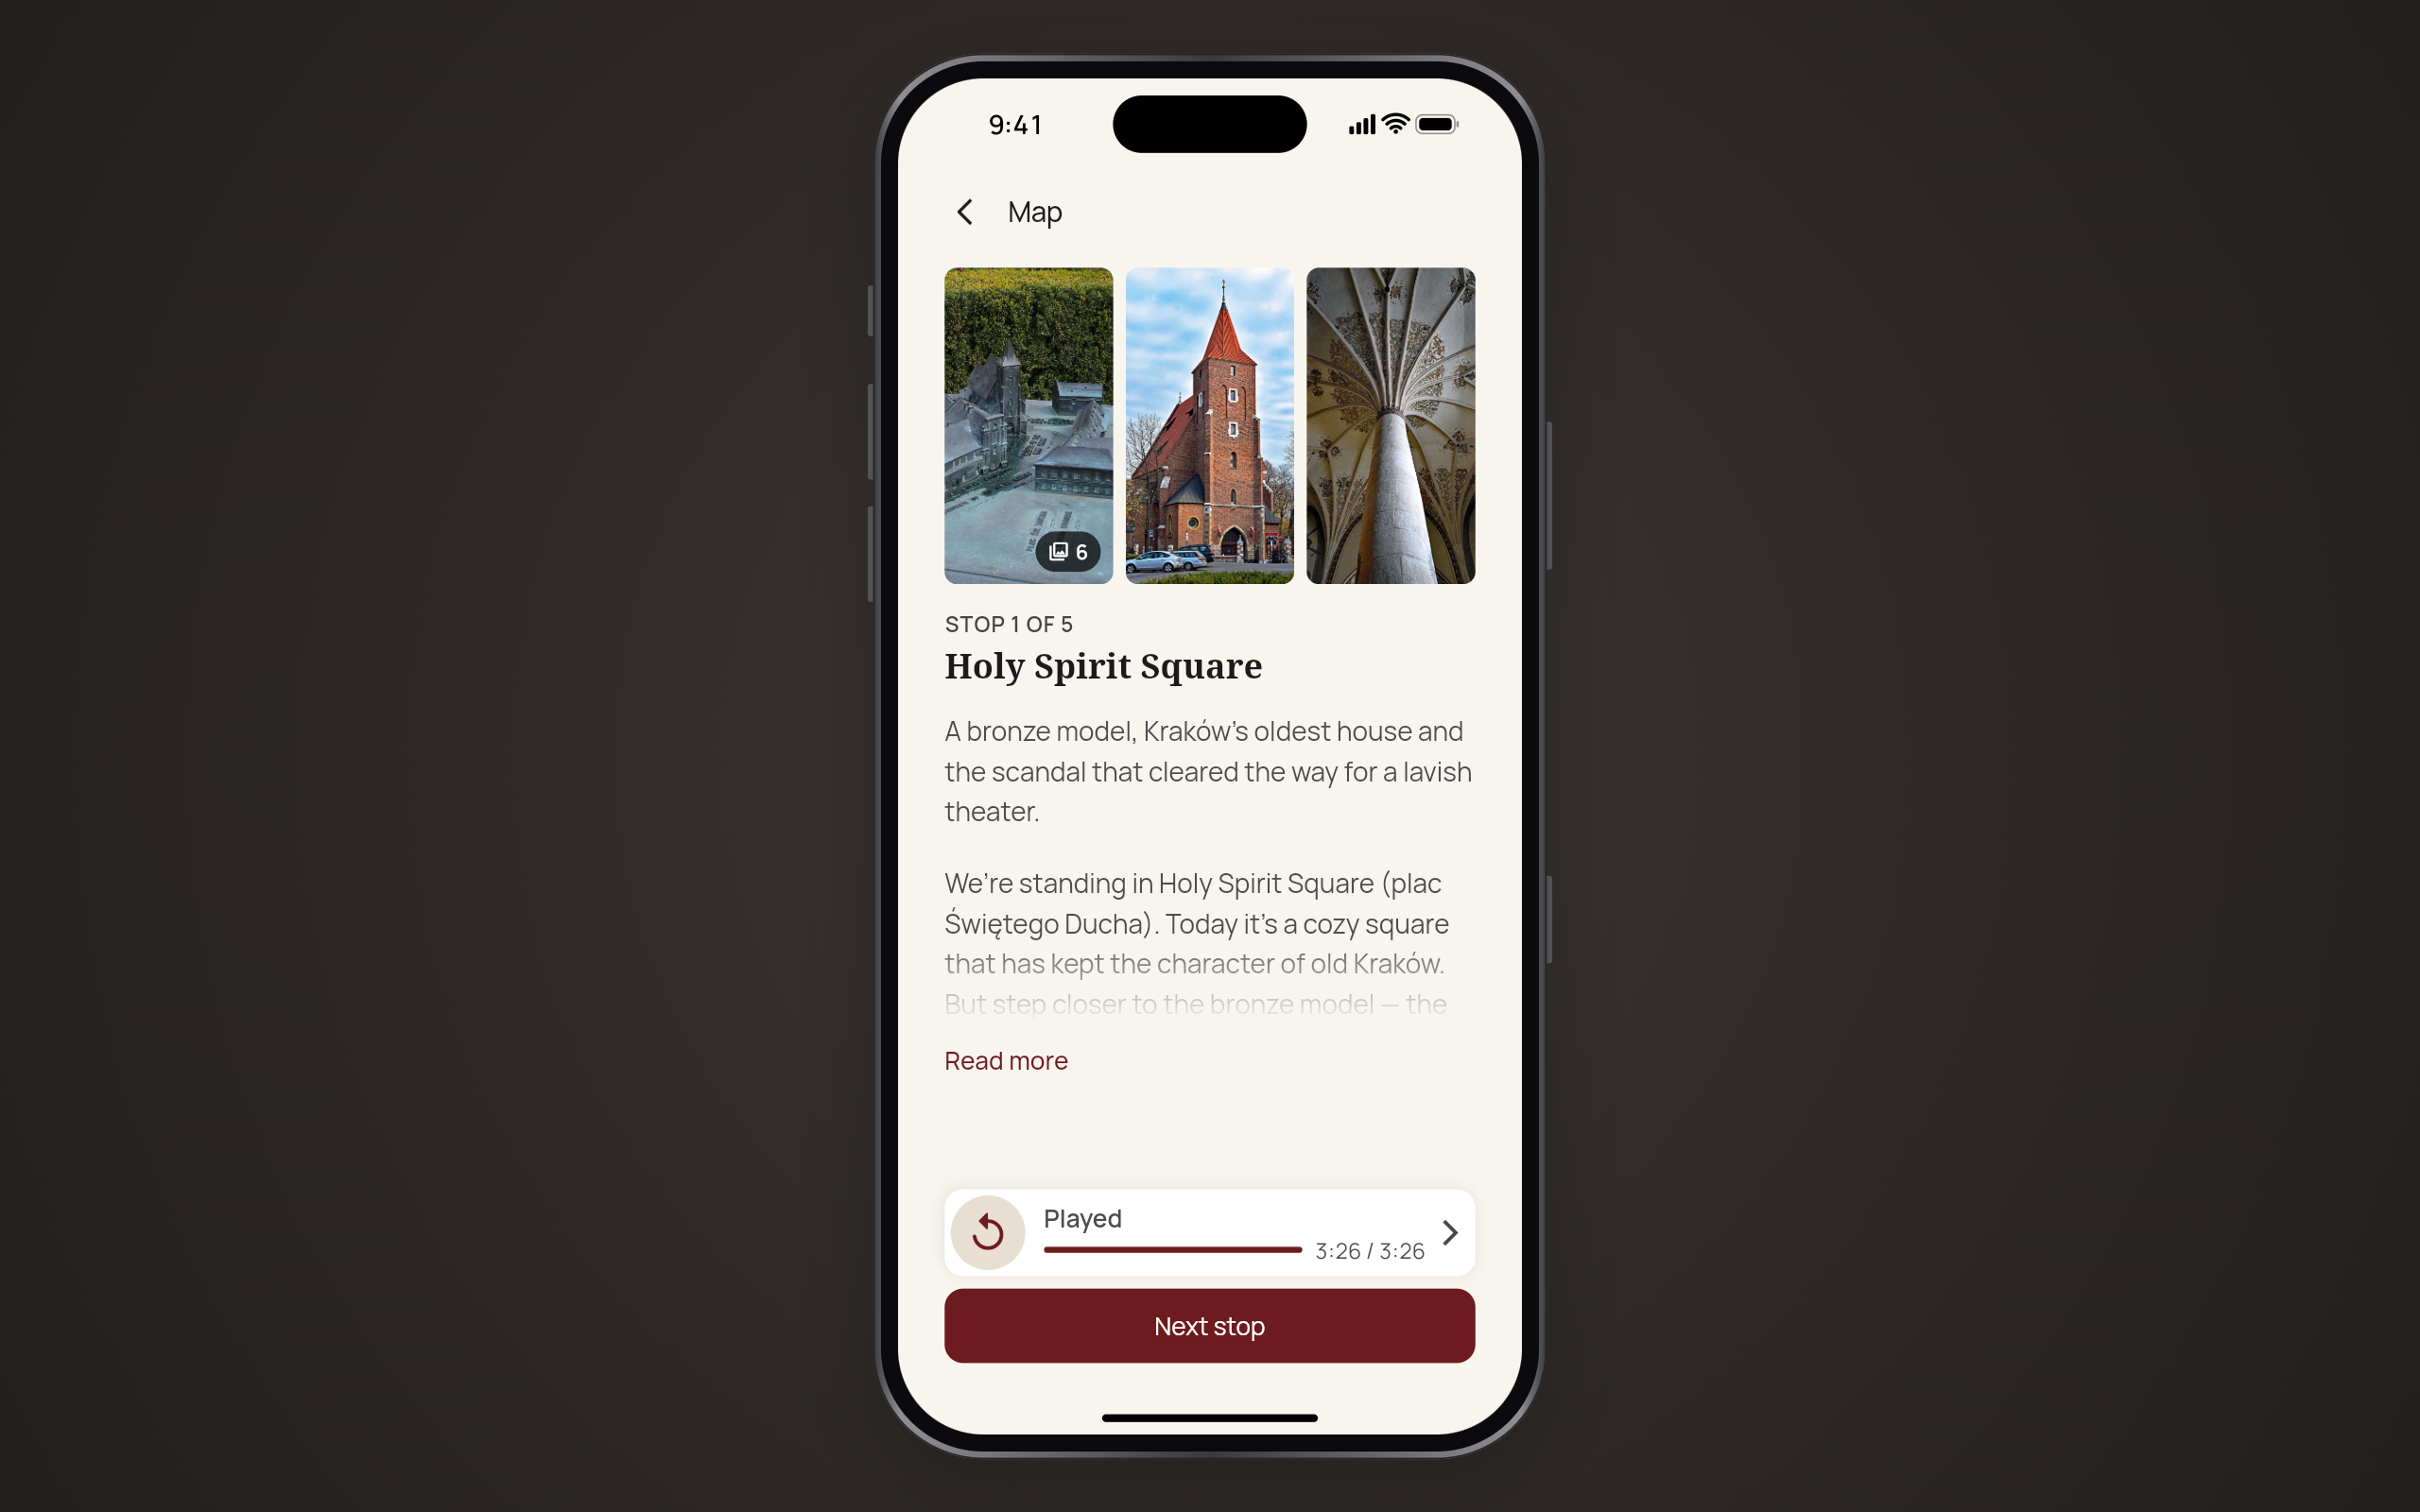 9:41
Map
6
STOP 1 OF 5
Holy Spirit Square
A bronze model, Kraków’s oldest house and
the scandal that cleared the way for a lavish
theater.
We’re standing in Holy Spirit Square (plac
Świętego Ducha). Today it’s a cozy square
that has kept the character of old Kraków.
But step closer to the bronze model — the
Read more
Played
3:26 / 3:26
Next stop